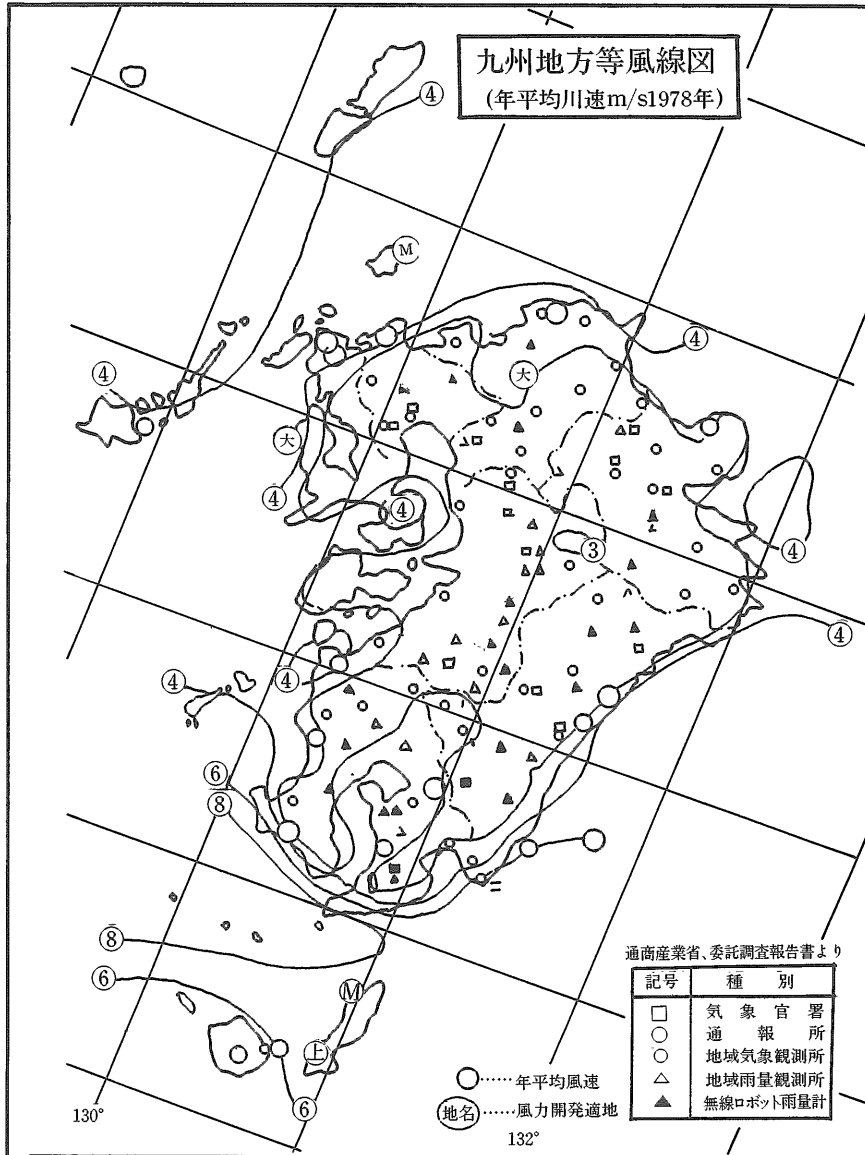 九州地方等風線図
(年平均川速m/s1978年)
④
Ⓜ
④
④
大
大
④
④
③
④
④
④
④
⑥
⑧
⑧
⑥
Ⓜ
上
⑥
130°
132°
通商産業省、委託調査報告書より
記号 種別
□ 気象官署
○ 通報所
○ 地域気象観測所
△ 地域雨量観測所
▲ 無線ロボット雨量計
○……年平均風速
地名……風力開発適地